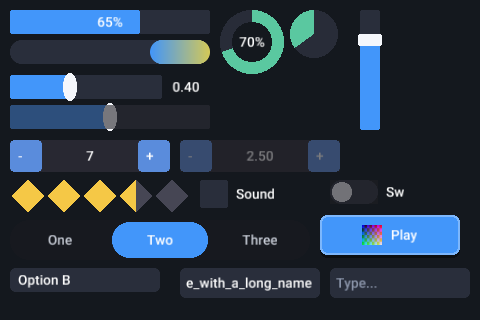 65%
70%
0.40
- 7 +
- 2.50 +
Sound
Sw
One Two Three
Play
Option B
e_with_a_long_name
Type...